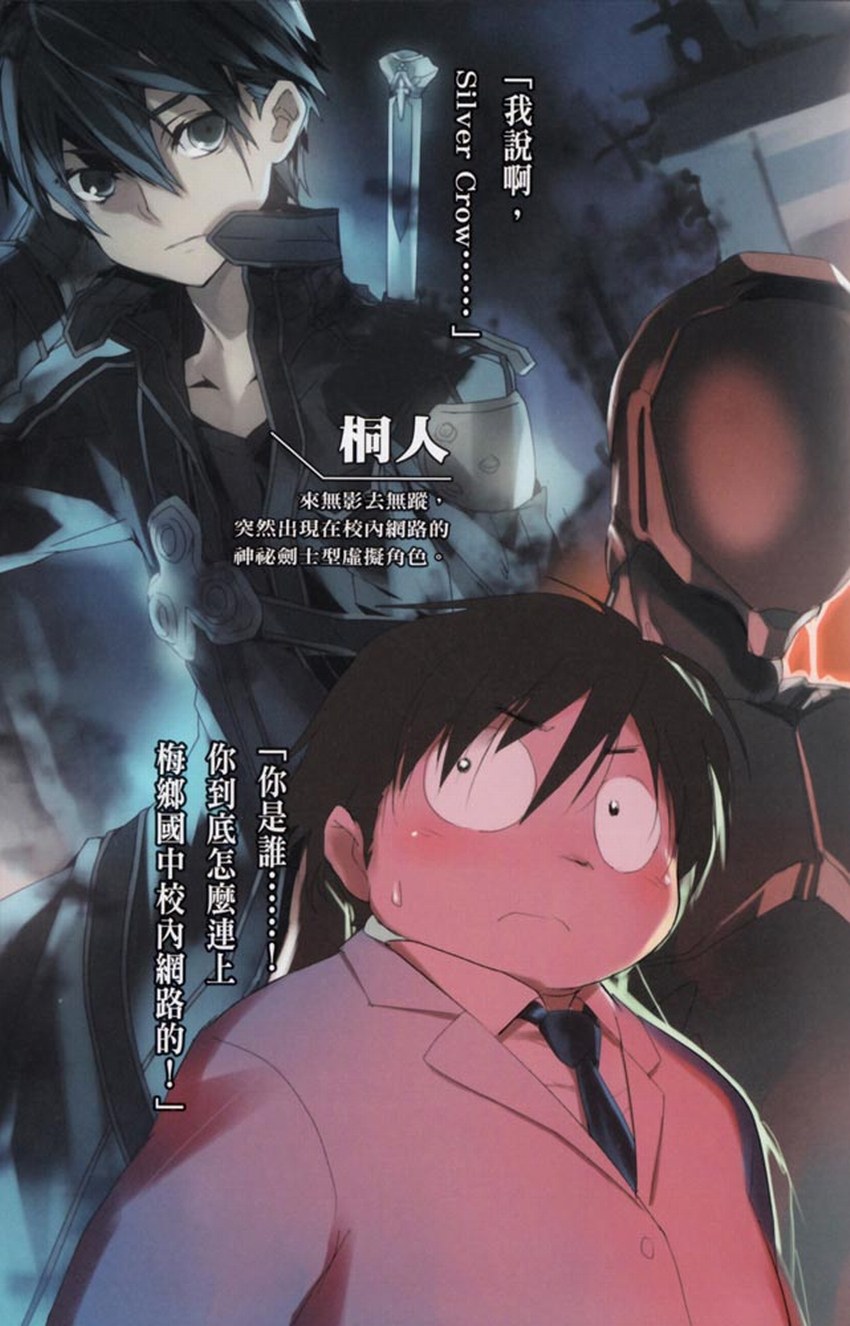 「我說啊，
Silver Crow……」
桐人
來無影去無蹤，
突然出現在校內網路的
神祕劍士型虛擬角色。
「你是誰……！
你到底怎麼連上
梅鄉國中校內網路的！」